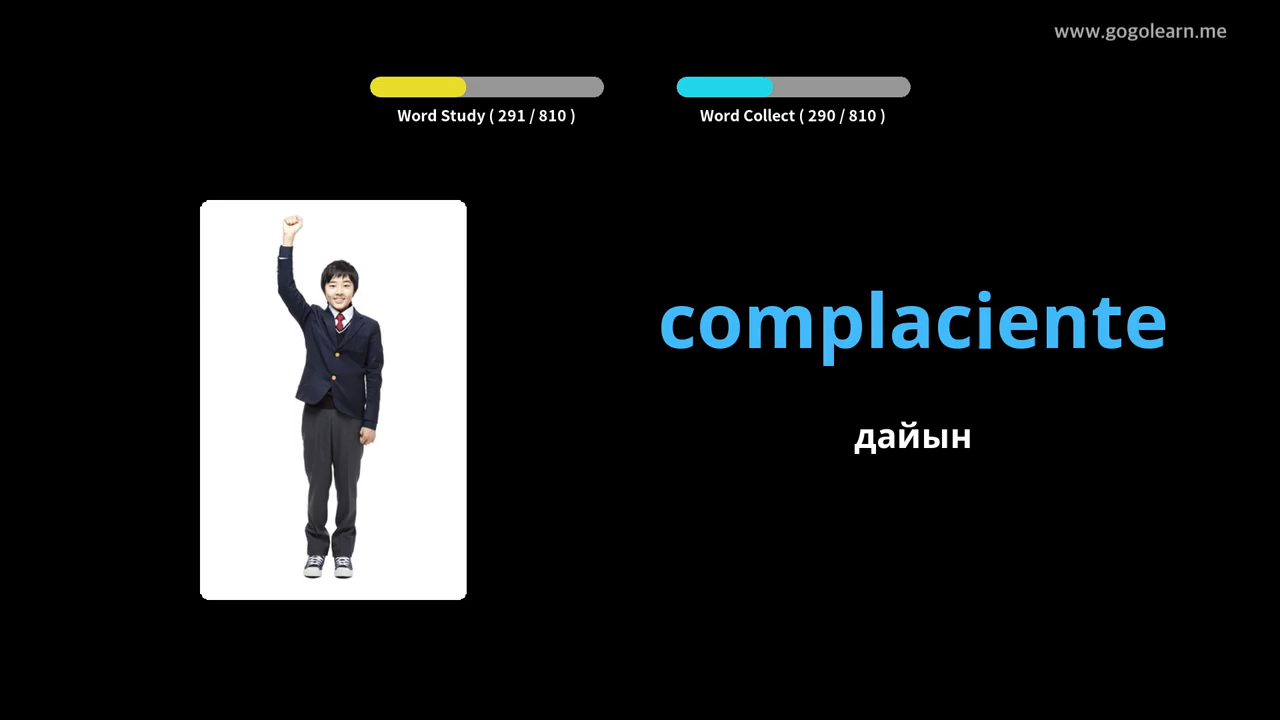 www.gogolearn.me
Word Study ( 291 / 810 )
Word Collect ( 290 / 810 )
complaciente
дайын